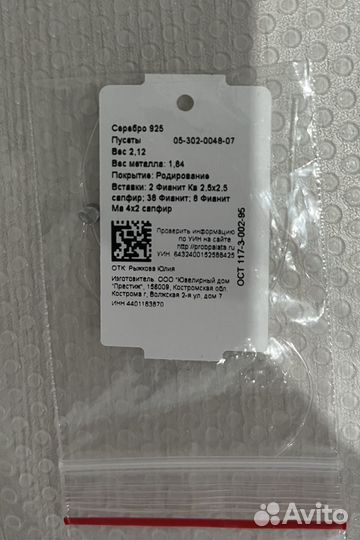 Серебро 925
Пусеты 05-302-0048-07
Вес 2,12
Вес металла: 1,84
Покрытие: Родирование
Вставки: 2 Фианит Кв 2,5х2,5
сапфир; 38 Фианит; 8 Фианит
Ма 4х2 сапфир
Проверить информацию
по УИН на сайте
http://probpalata.ru
УИН: 6432400152568425
ОТК: Рыжкова Юлия
Изготовитель: ООО "Ювелирный дом
"Престиж", 156009, Костромская обл.
Кострома г, Волжская 2-я ул, дом 7
ИНН 4401163870
ОСТ 117-3-002-95
Avito